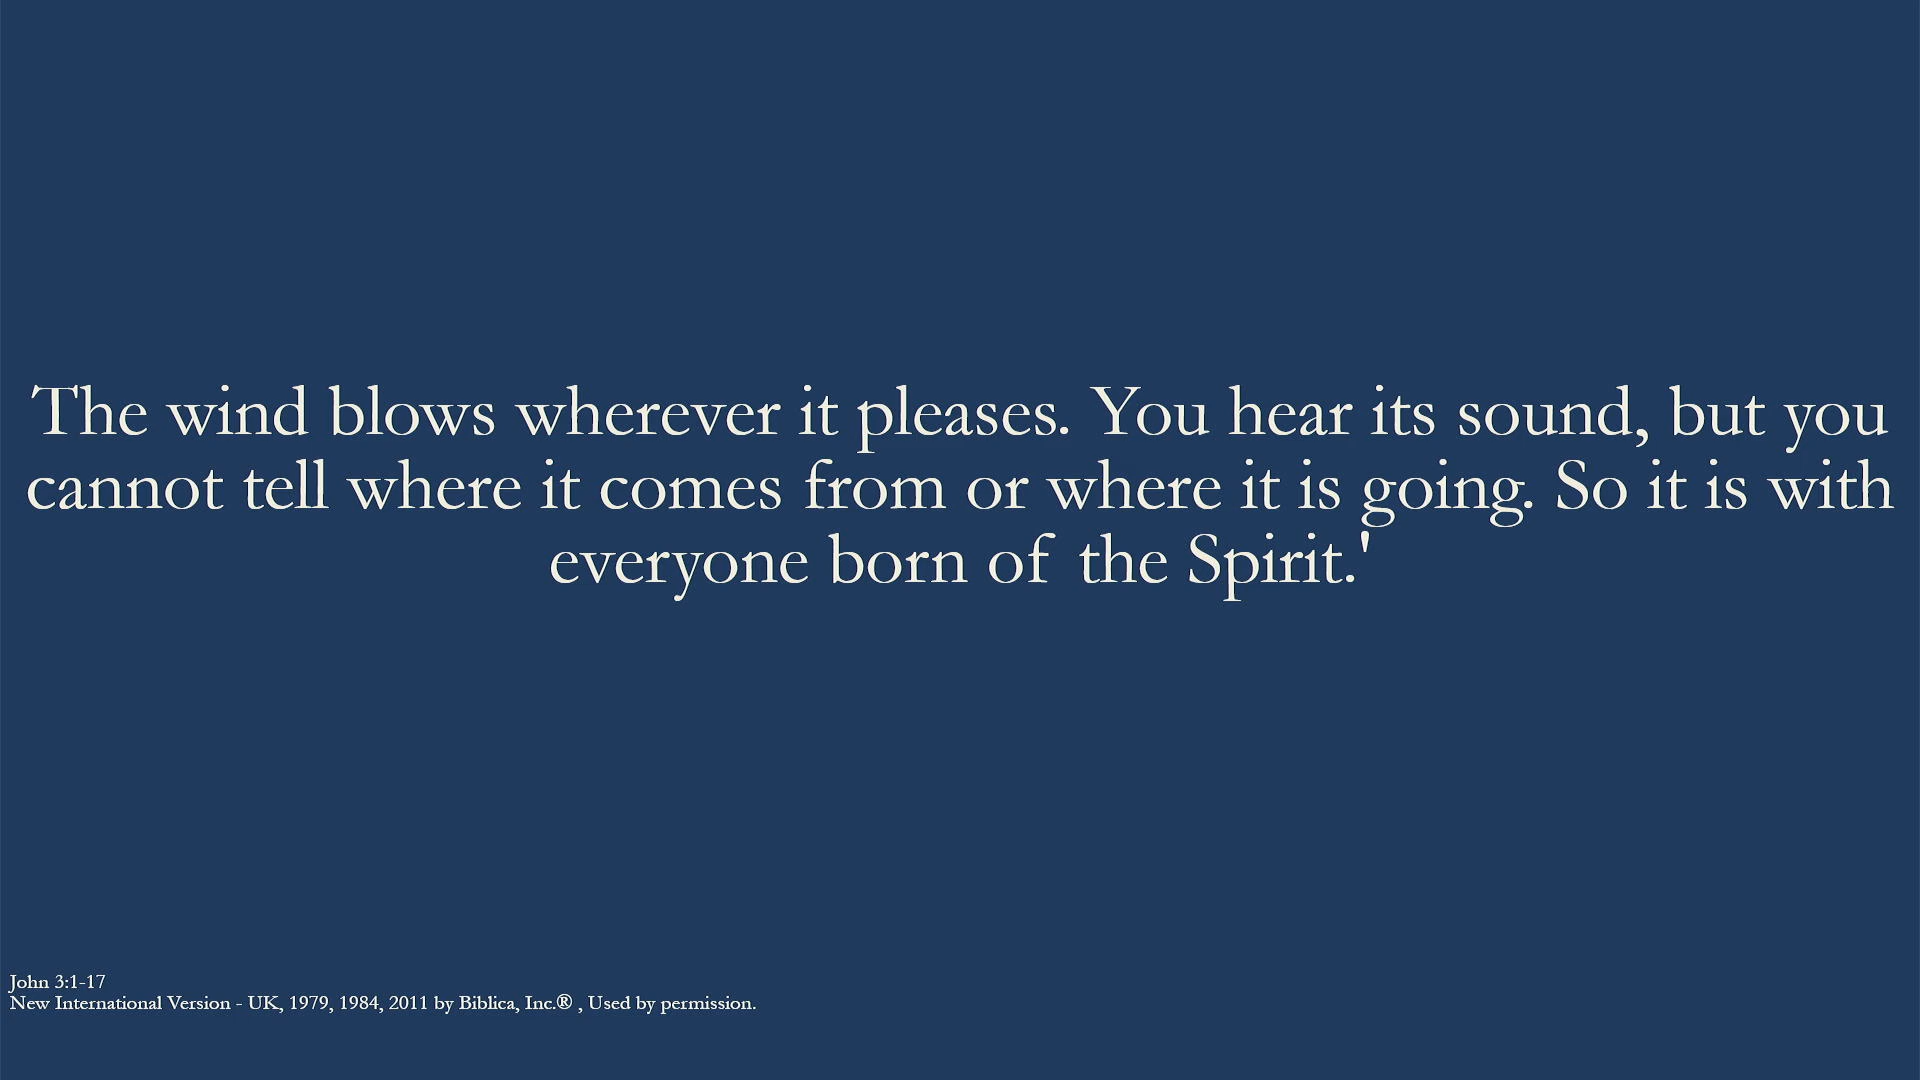 The wind blows wherever it pleases. You hear its sound, but you
cannot tell where it comes from or where it is going. So it is with
everyone born of the Spirit.'
John 3:1-17
New International Version - UK, 1979, 1984, 2011 by Biblica, Inc.® , Used by permission.